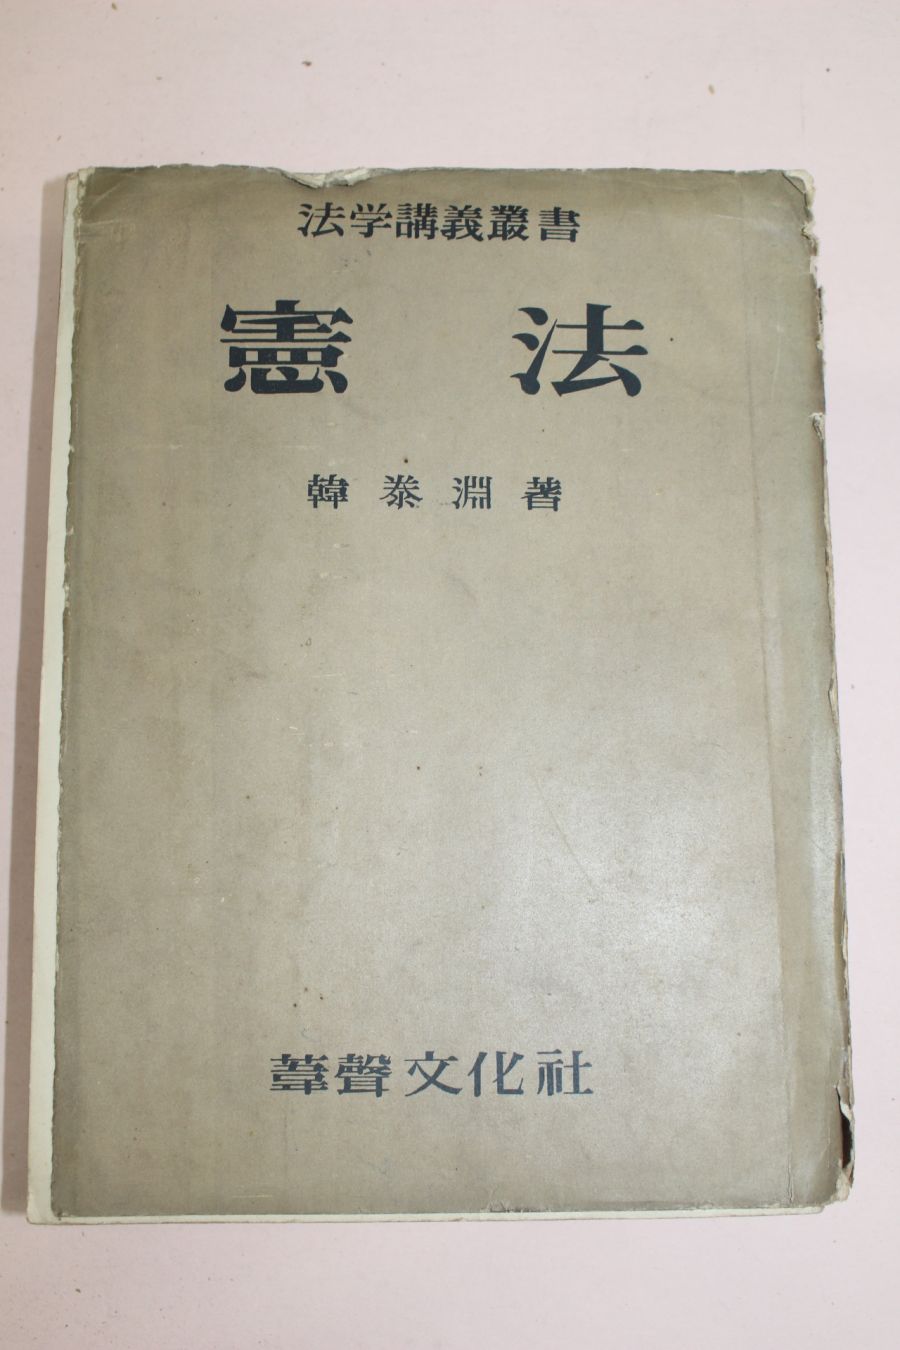 法学講義叢書
憲法
韓泰淵著
葦聲文化社